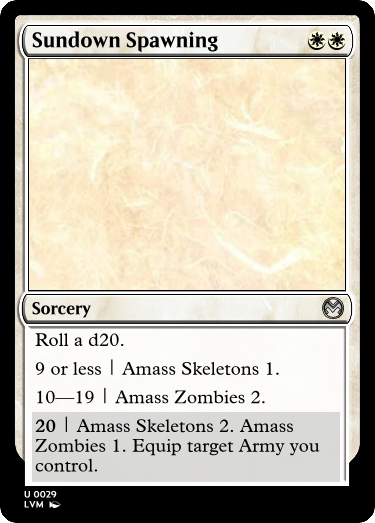 Sundown Spawning
Sorcery
Roll a d20.
9 or less | Amass Skeletons 1.
10—19 | Amass Zombies 2.
20 | Amass Skeletons 2. Amass
Zombies 1. Equip target Army you
control.
U 0029
LVM